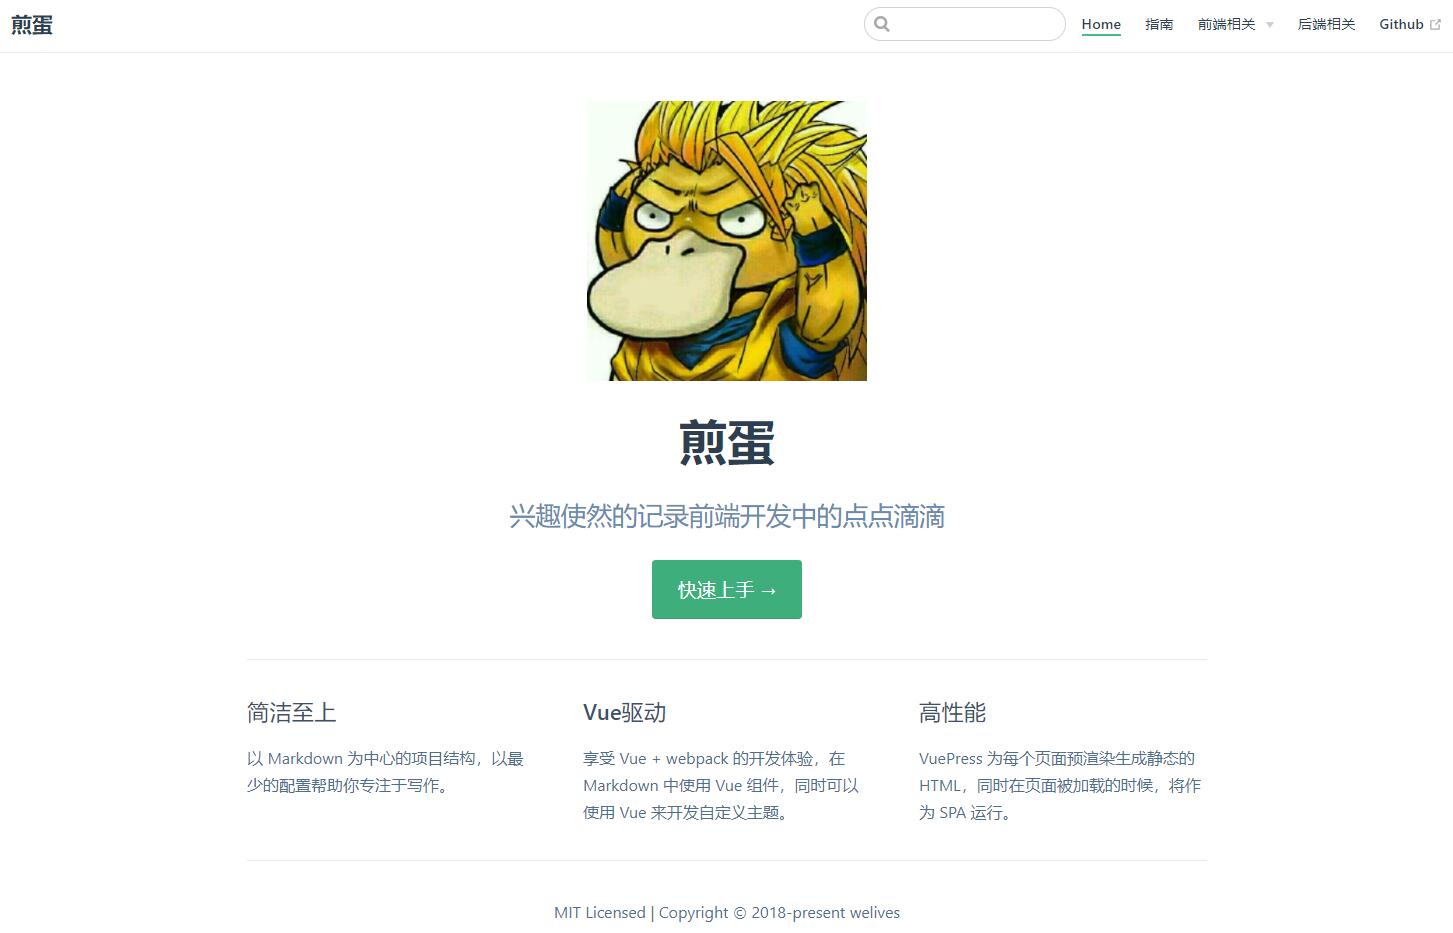 煎蛋
Home 指南 前端相关 后端相关 Github
煎蛋
兴趣使然的记录前端开发中的点点滴滴
快速上手 →
简洁至上
以 Markdown 为中心的项目结构，以最
少的配置帮助你专注于写作。
Vue驱动
享受 Vue + webpack 的开发体验，在
Markdown 中使用 Vue 组件，同时可以
使用 Vue 来开发自定义主题。
高性能
VuePress 为每个页面预渲染生成静态的
HTML，同时在页面被加载的时候，将作
为 SPA 运行。
MIT Licensed | Copyright © 2018-present welives